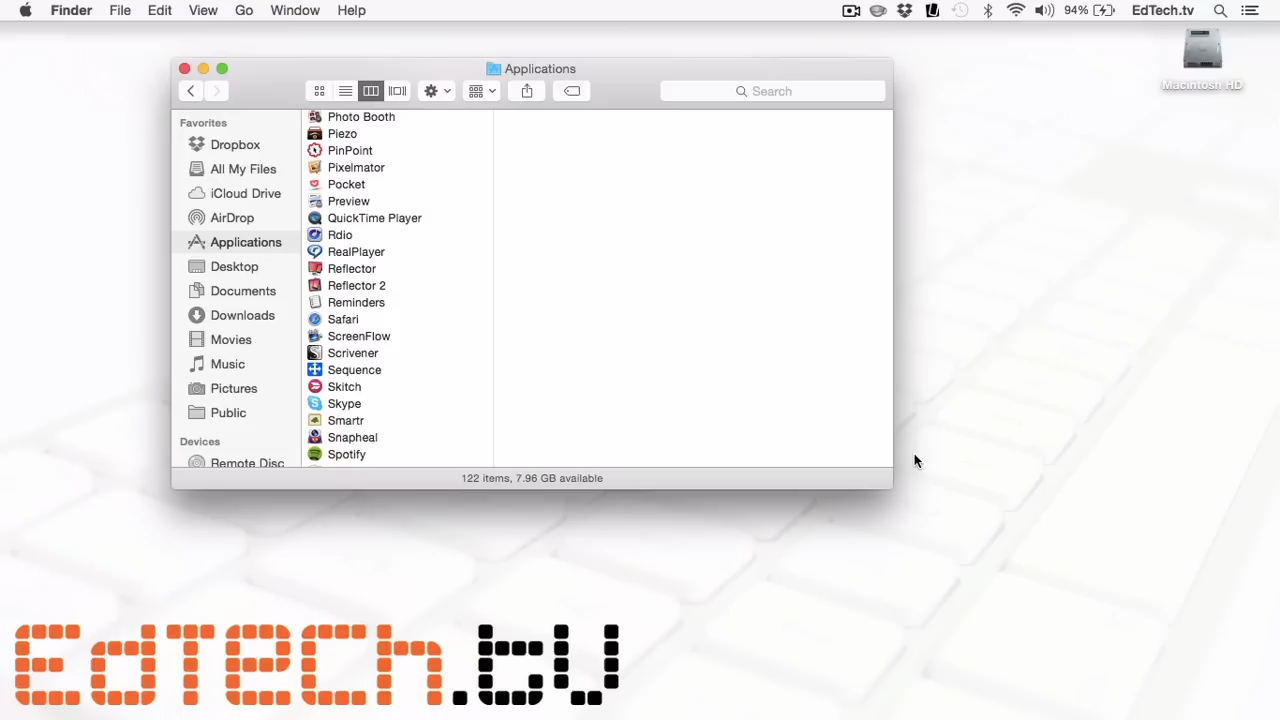 Finder File Edit View Go Window Help 94% EdTech.tv
Macintosh HD
Applications
Search
Favorites
Dropbox
All My Files
iCloud Drive
AirDrop
Applications
Desktop
Documents
Downloads
Movies
Music
Pictures
Public
Devices
Remote Disc
Photo Booth
Piezo
PinPoint
Pixelmator
Pocket
Preview
QuickTime Player
Rdio
RealPlayer
Reflector
Reflector 2
Reminders
Safari
ScreenFlow
Scrivener
Sequence
Skitch
Skype
Smartr
Snapheal
Spotify
122 items, 7.96 GB available
EdTech.tv